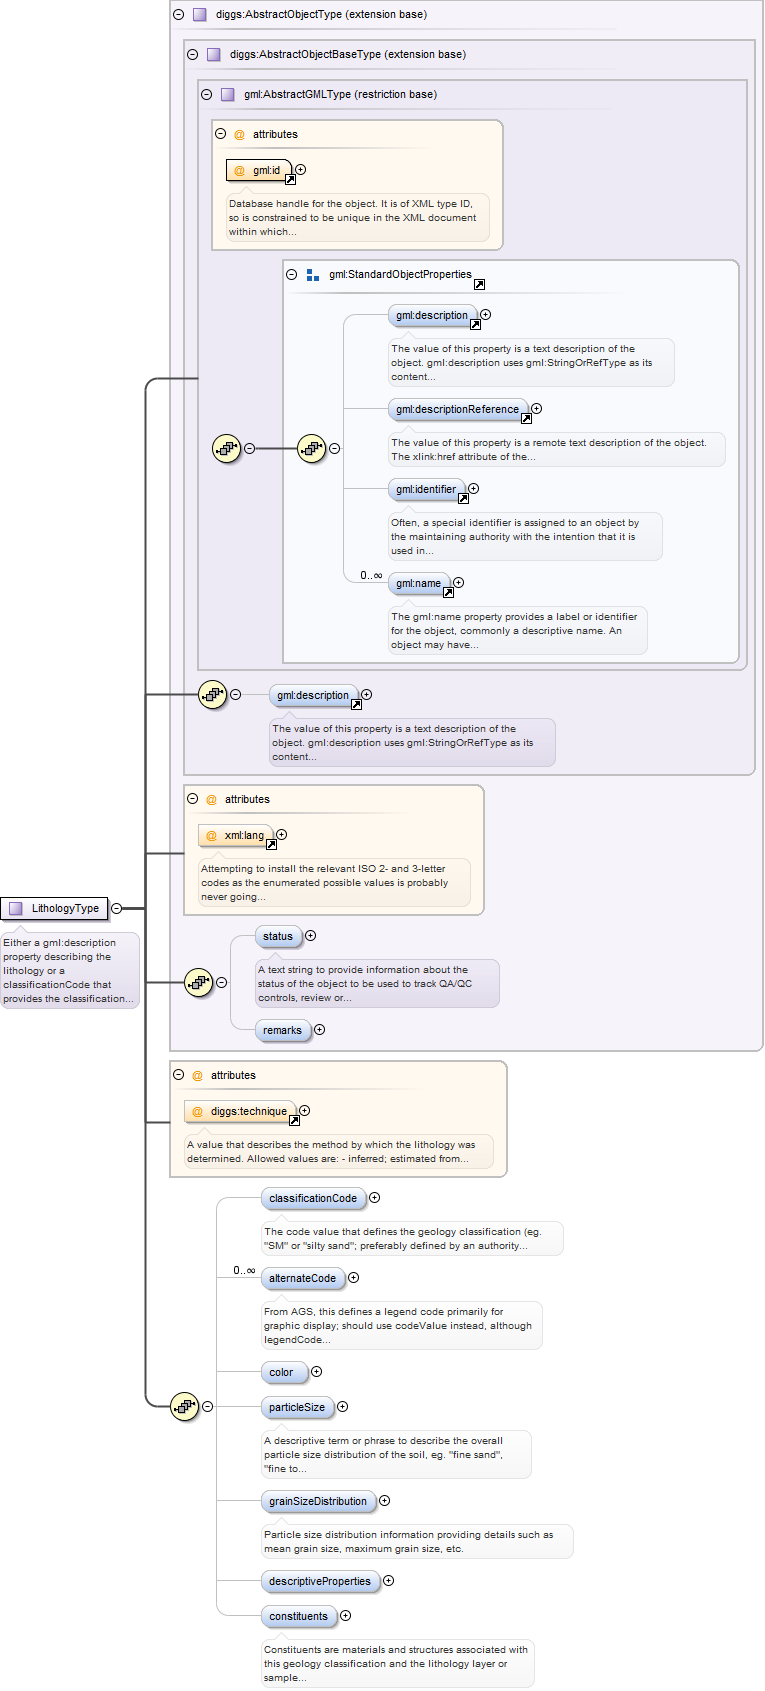 diggs:AbstractObjectType (extension base)
diggs:AbstractObjectBaseType (extension base)
gml:AbstractGMLType (restriction base)
@ attributes
@ gml:id
Database handle for the object. It is of XML type ID,
so is constrained to be unique in the XML document
within which...
gml:StandardObjectProperties
gml:description
The value of this property is a text description of the
object. gml:description uses gml:StringOrRefType as its
content...
gml:descriptionReference
The value of this property is a remote text description of the object.
The xlink:href attribute of the...
gml:identifier
Often, a special identifier is assigned to an object by
the maintaining authority with the intention that it is
used in...
0..∞
gml:name
The gml:name property provides a label or identifier
for the object, commonly a descriptive name. An
object may have...
gml:description
The value of this property is a text description of the
object. gml:description uses gml:StringOrRefType as its
content...
@ attributes
@ xml:lang
Attempting to install the relevant ISO 2- and 3-letter
codes as the enumerated possible values is probably
never going...
LithologyType
Either a gml:description
property describing the
lithology or a
classificationCode that
provides the classification...
status
A text string to provide information about the
status of the object to be used to track QA/QC
controls, review or...
remarks
@ attributes
@ diggs:technique
A value that describes the method by which the lithology was
determined. Allowed values are: - inferred; estimated from...
classificationCode
The code value that defines the geology classification (eg.
"SM" or "silty sand"; preferably defined by an authority...
0..∞
alternateCode
From AGS, this defines a legend code primarily for
graphic display; should use codeValue instead, although
legendCode...
color
particleSize
A descriptive term or phrase to describe the overall
particle size distribution of the soil, eg. "fine sand",
"fine to...
grainSizeDistribution
Particle size distribution information providing details such as
mean grain size, maximum grain size, etc.
descriptiveProperties
constituents
Constituents are materials and structures associated with
this geology classification and the lithology layer or
sample...